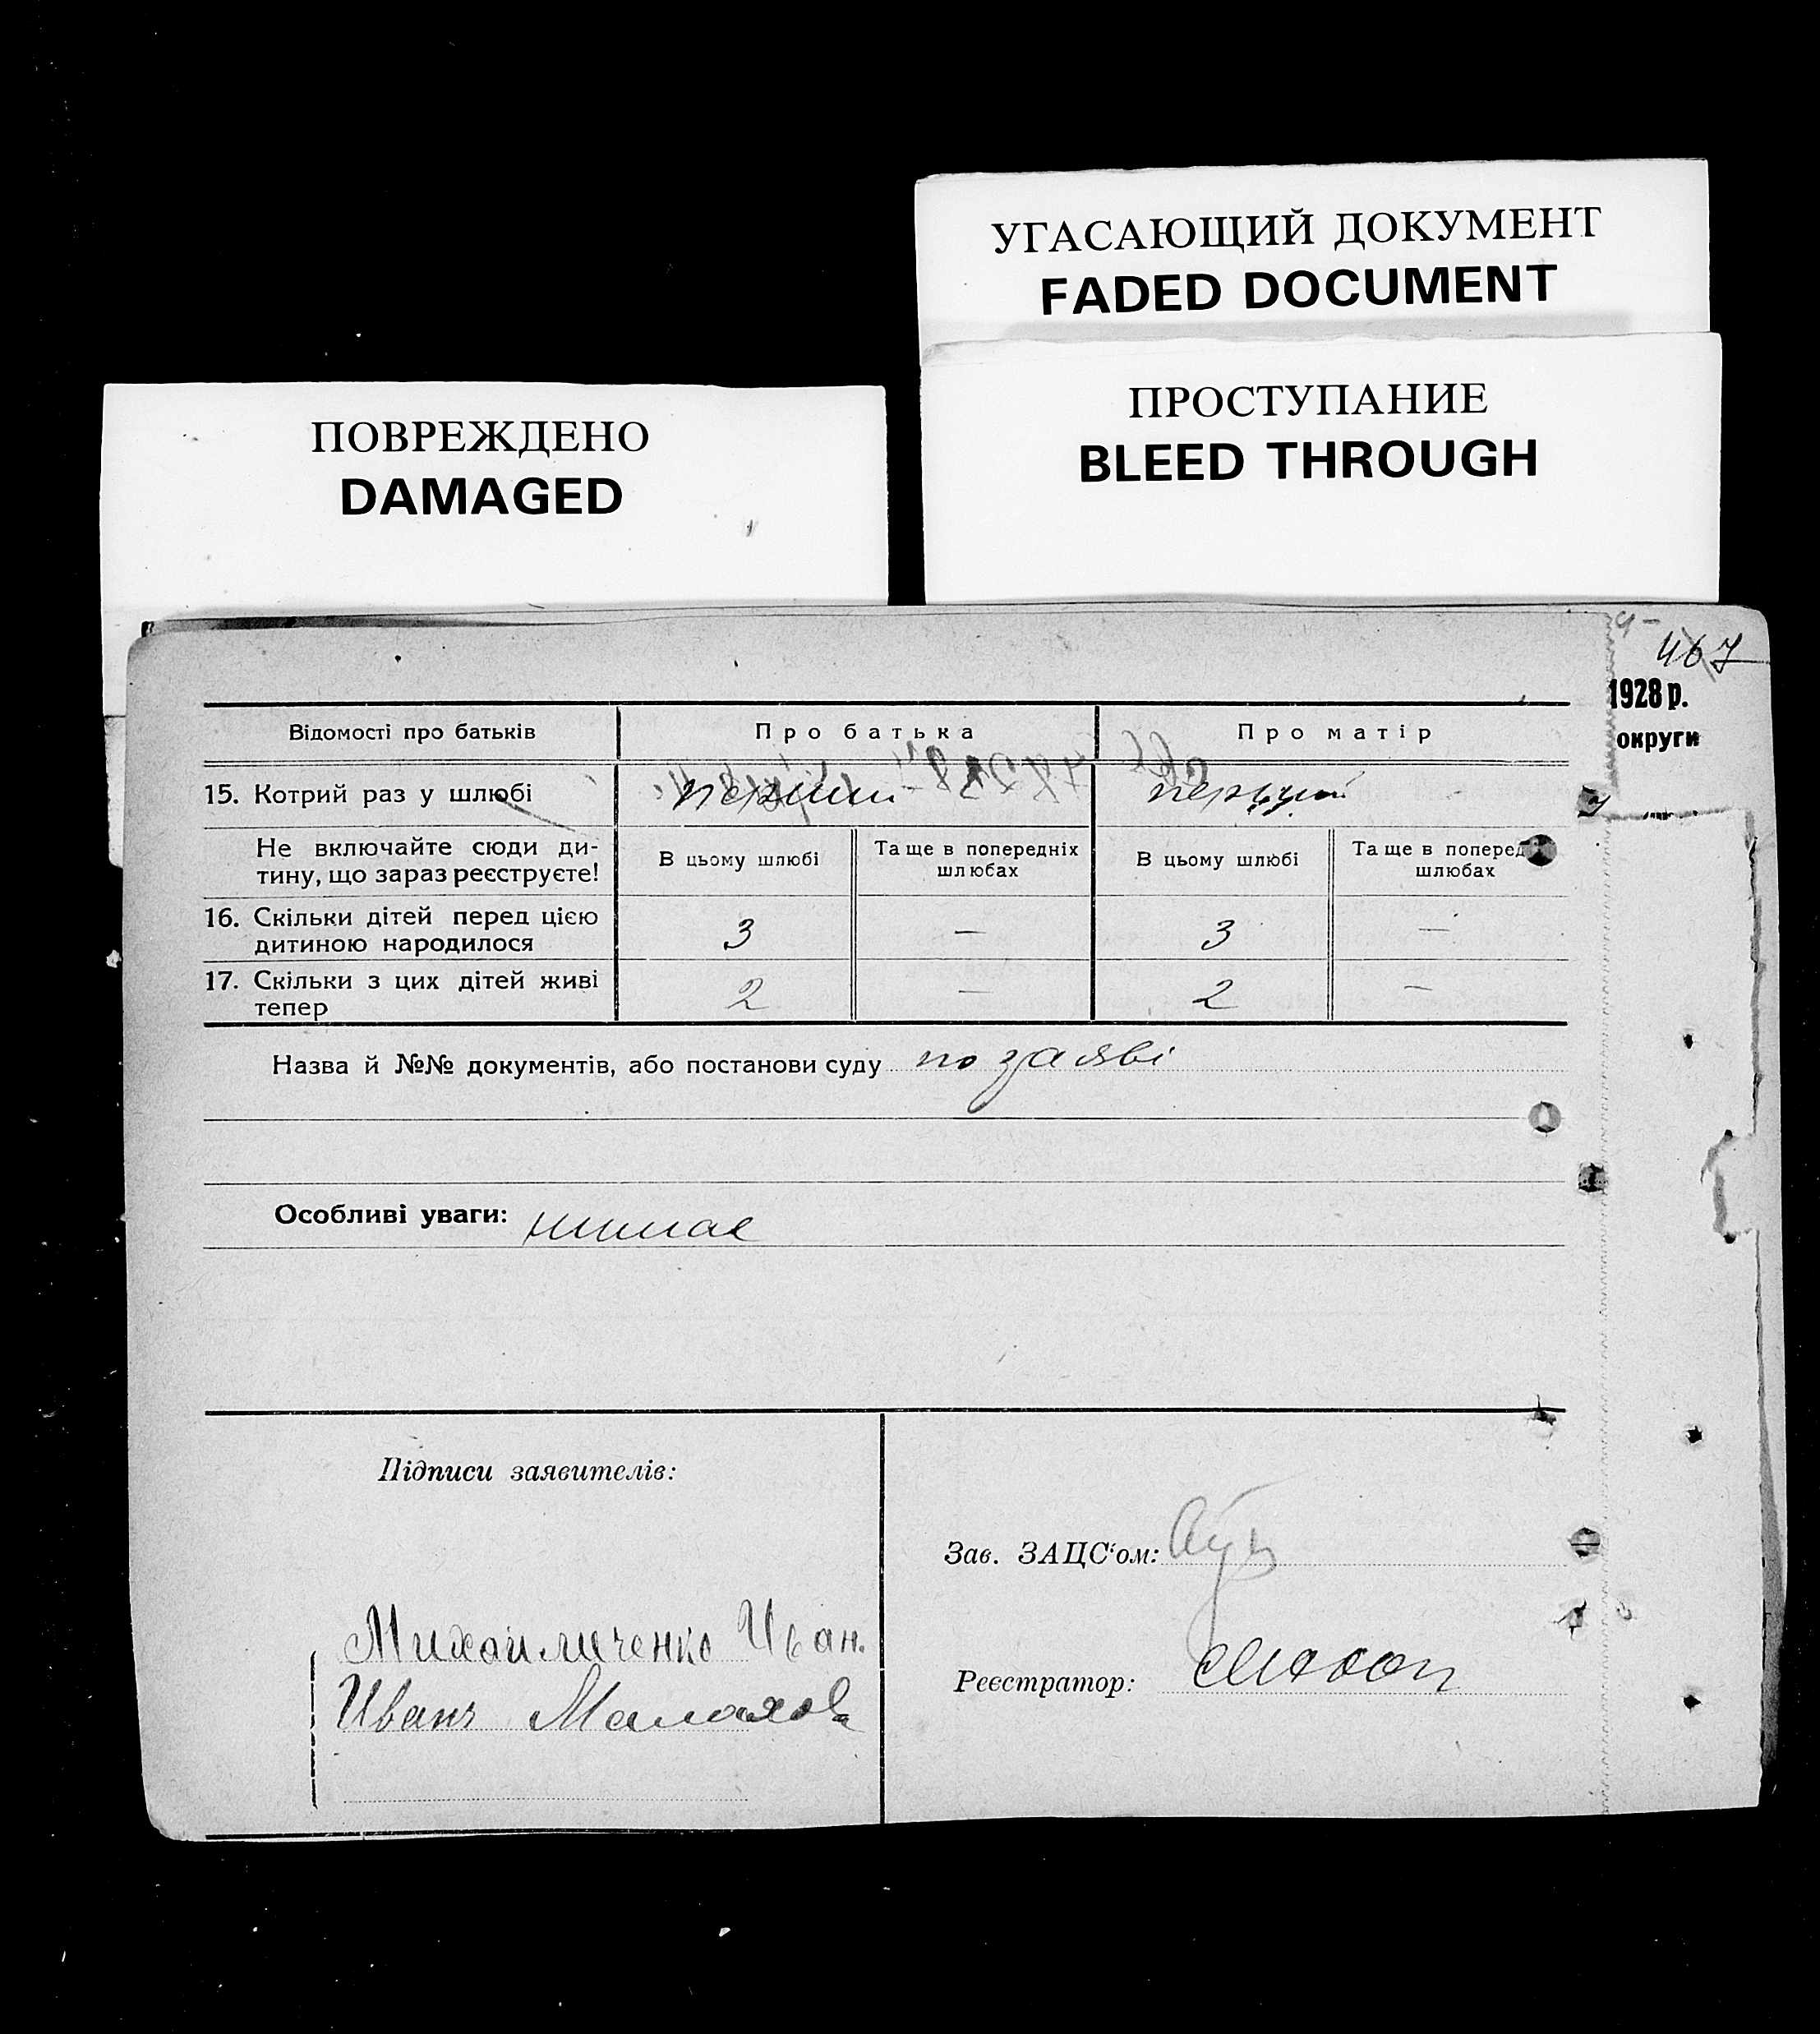 УГАСАЮЩИЙ ДОКУМЕНТ
FADED DOCUMENT
ПРОСТУПАНИЕ
BLEED THROUGH
ПОВРЕЖДЕНО
DAMAGED
467
1928 р.
округи
Відомості про батьків Про батька Про матір
15. Котрий раз у шлюбі перший перший
Не включайте сюди ди-
тину, що зараз реєструєте!
В цьому шлюбі
Та ще в попередніх
шлюбах
В цьому шлюбі
Та ще в поперед
шлюбах
16. Скільки дітей перед цією
дитиною народилося
3 — 3 —
17. Скільки з цих дітей живі
тепер
2 — 2 —
Назва й №№ документів, або постанови суду по заяві
Особливі уваги: нимае
Підписи заявителів:
Михайличенко Иван.
Иванъ
Зав. ЗАЦС'ом:
Реєстратор: